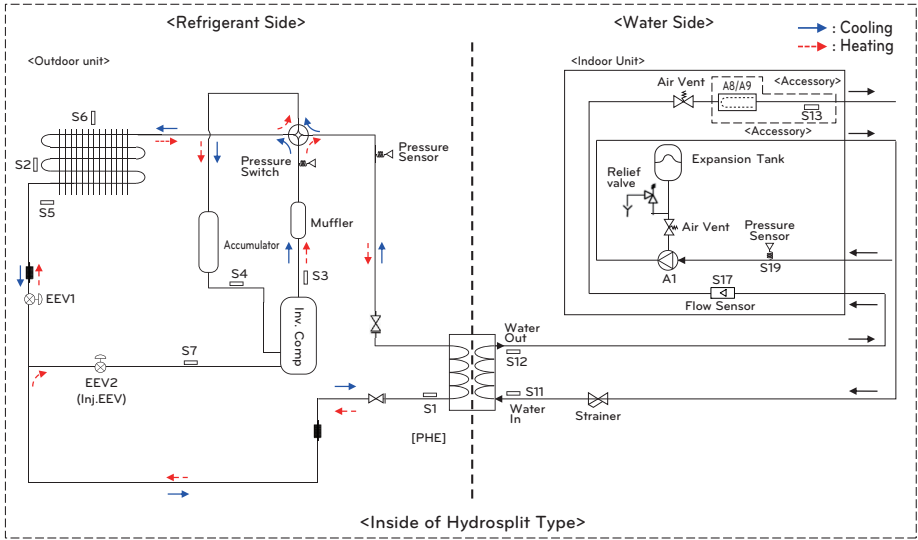 <Refrigerant Side>
<Water Side>
: Cooling
: Heating
<Outdoor unit>
<Indoor Unit>
Air Vent
A8/A9
<Accessory>
S13
<Accessory>
S6
S2
S5
Pressure
Switch
Pressure
Sensor
Expansion Tank
Relief
valve
Air Vent
Pressure
Sensor
S19
A1
S17
Flow Sensor
Muffler
Accumulator
S4
S3
Inv. Comp
EEV1
S7
EEV2
(Inj.EEV)
Water
Out
S12
S11
Water
In
Strainer
S1
[PHE]
<Inside of Hydrosplit Type>